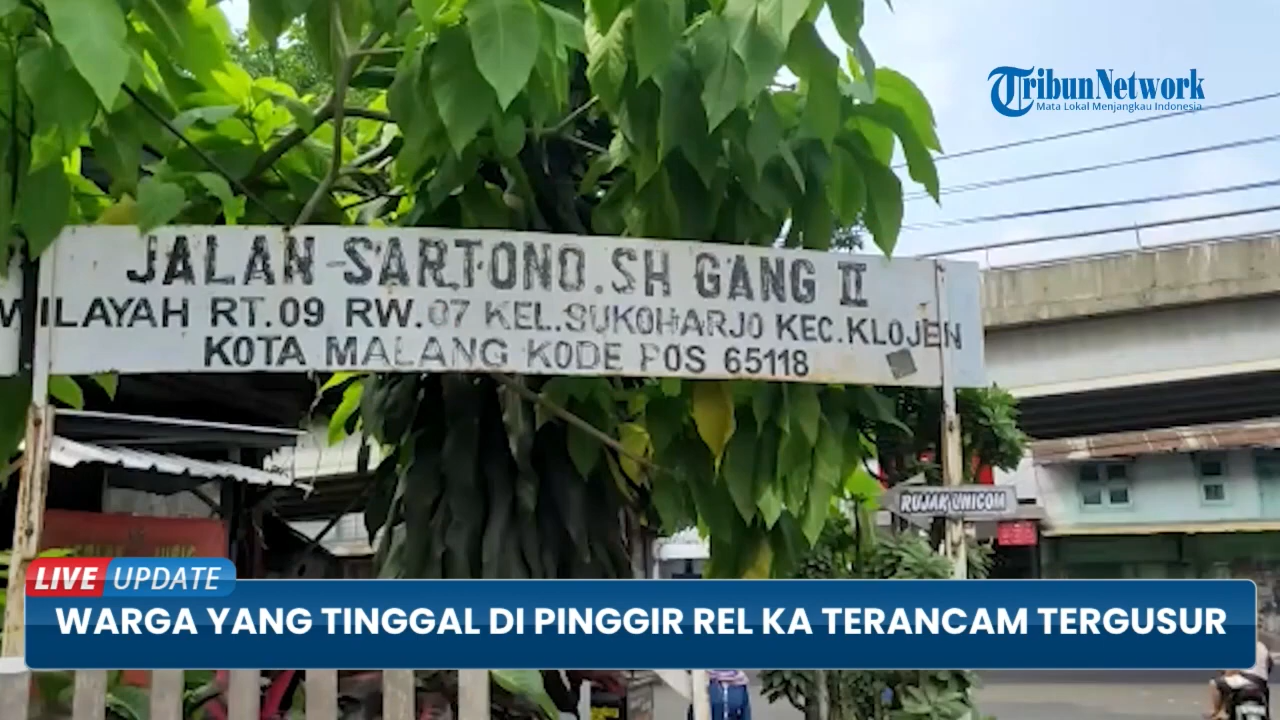 TribunNetwork
Mata Lokal Menjangkau Indonesia
JALAN-SARTONO.SH GANG II
WILAYAH RT.09 RW.07 KEL.SUKOHARJO KEC.KLOJEN
KOTA MALANG KODE POS 65118
RUJAK UNICOM
LIVE UPDATE
WARGA YANG TINGGAL DI PINGGIR REL KA TERANCAM TERGUSUR